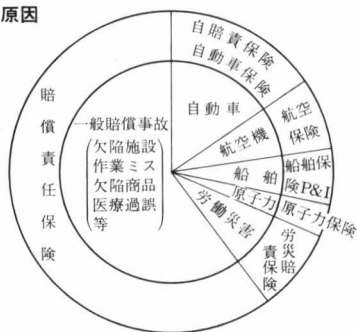 原因
自賠責保険
自動車保険
自動車
航空保険
航空機
船舶保険P&I
船舶
原子力保険
原子力
労災賠責保険
労働災害
賠償責任保険
一般賠償事故
欠陥施設
作業ミス
欠陥商品
医療過誤
等